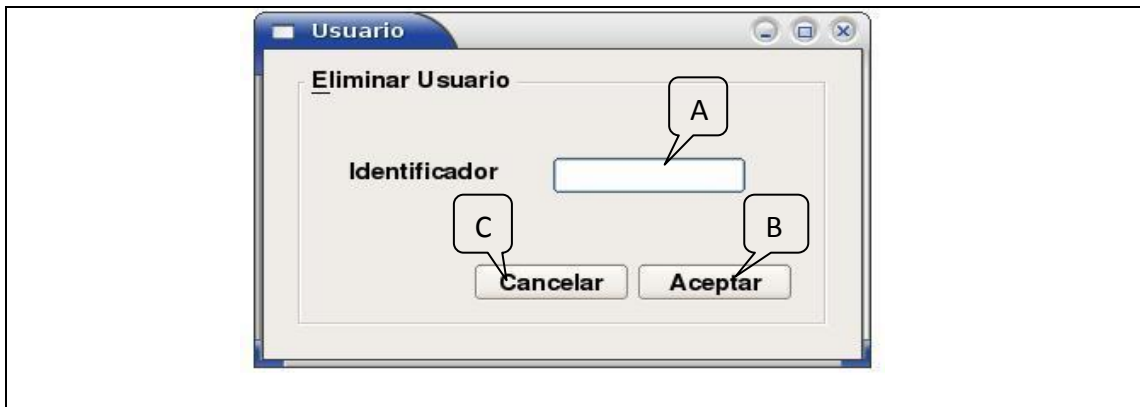 Usuario
Eliminar Usuario
A
Identificador
C
B
Cancelar
Aceptar